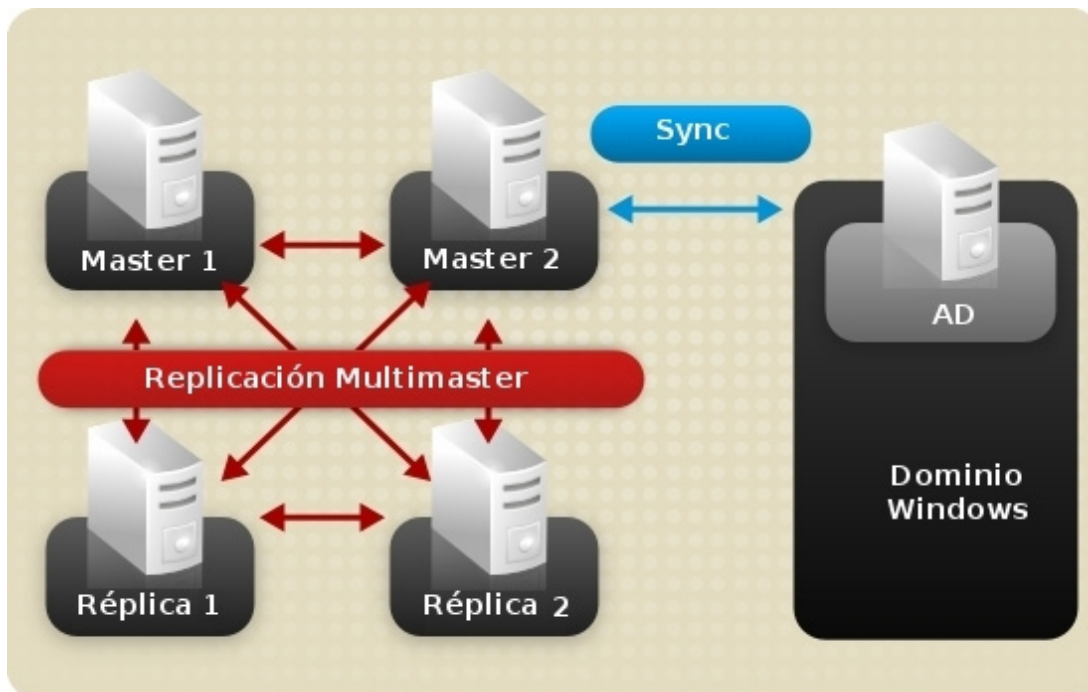 Sync
Master 1
Master 2
AD
Replicación Multimaster
Dominio
Windows
Réplica 1
Réplica 2